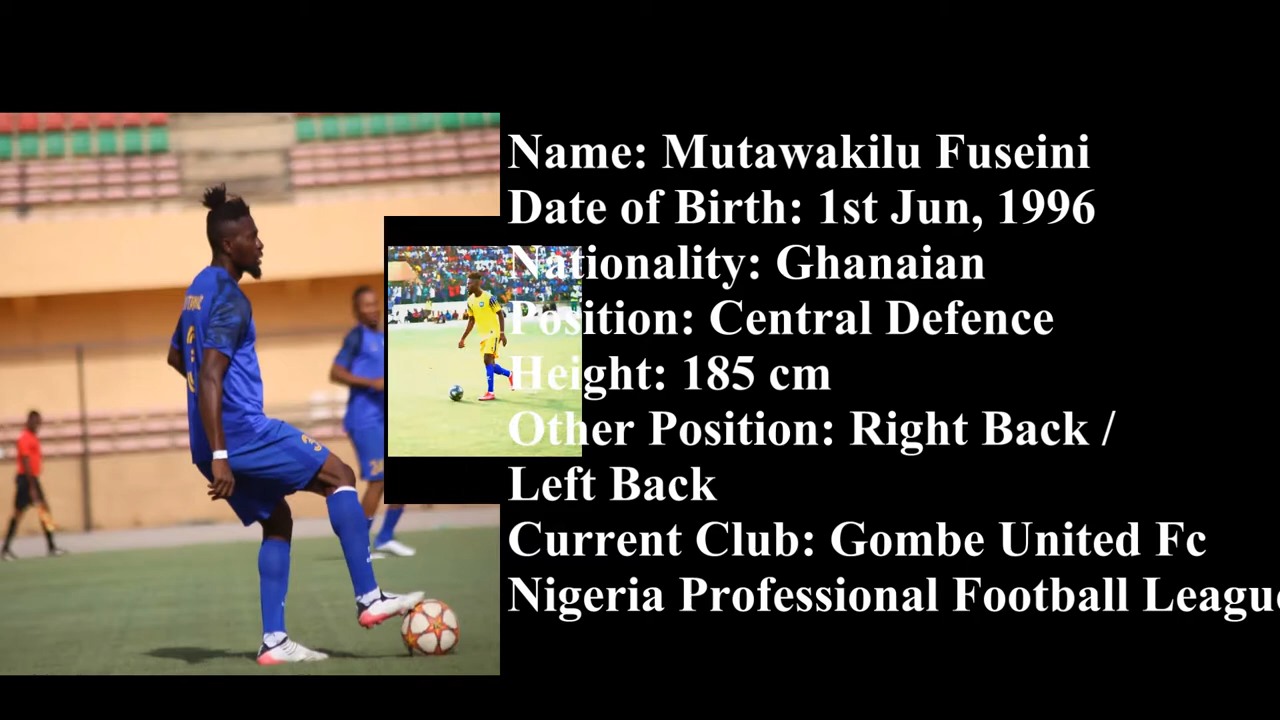 Name: Mutawakilu Fuseini
Date of Birth: 1st Jun, 1996
Nationality: Ghanaian
Position: Central Defence
Height: 185 cm
Other Position: Right Back /
Left Back
Current Club: Gombe United Fc
Nigeria Professional Football League